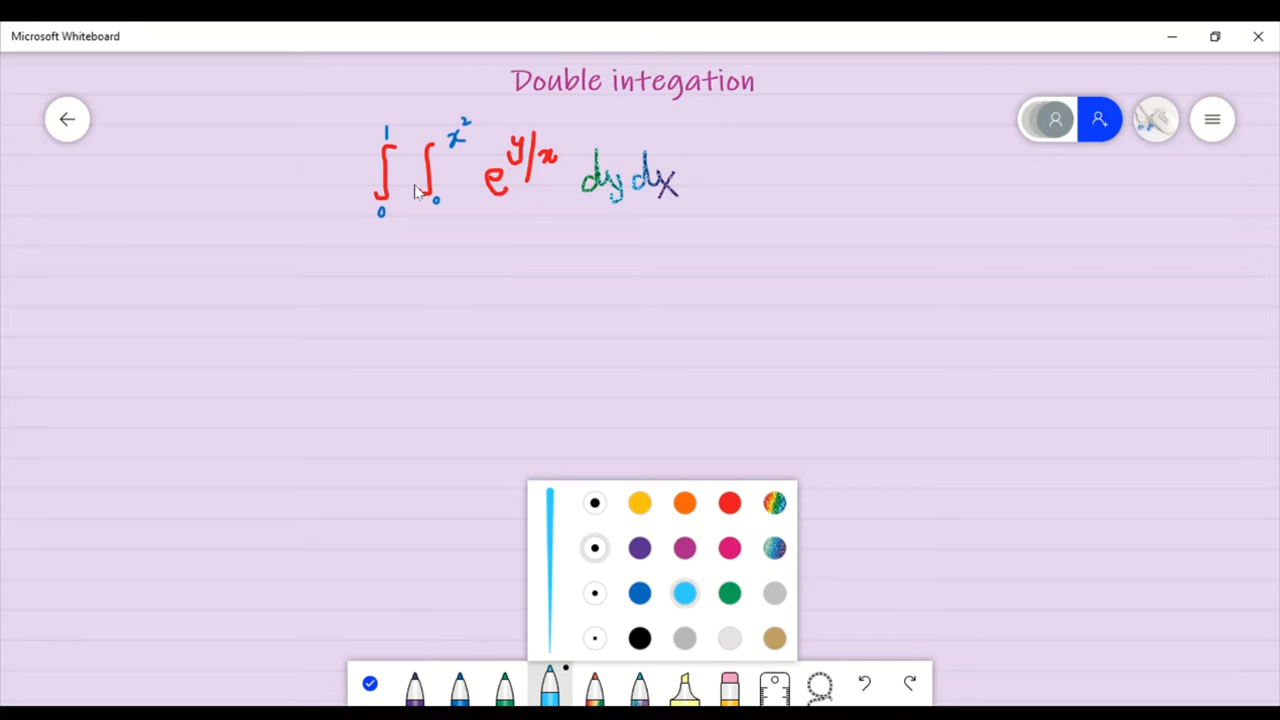 Microsoft Whiteboard
Double integation
∫₀¹ ∫₀^{x²} e^{y/x} dy dx